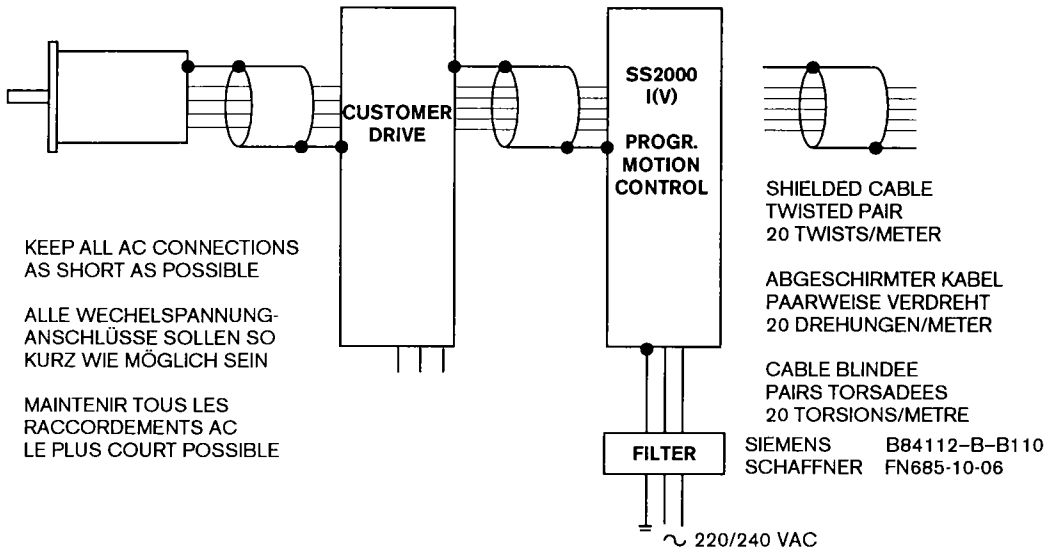 CUSTOMER
DRIVE
SS2000
I(V)
PROGR.
MOTION
CONTROL
KEEP ALL AC CONNECTIONS
AS SHORT AS POSSIBLE
ALLE WECHELSPANNUNG-
ANSCHLÜSSE SOLLEN SO
KURZ WIE MÖGLICH SEIN
MAINTENIR TOUS LES
RACCORDEMENTS AC
LE PLUS COURT POSSIBLE
SHIELDED CABLE
TWISTED PAIR
20 TWISTS/METER
ABGESCHIRMTER KABEL
PAARWEISE VERDREHT
20 DREHUNGEN/METER
CABLE BLINDEE
PAIRS TORSADEES
20 TORSIONS/METRE
FILTER
SIEMENS B84112–B–B110
SCHAFFNER FN685-10-06
~ 220/240 VAC